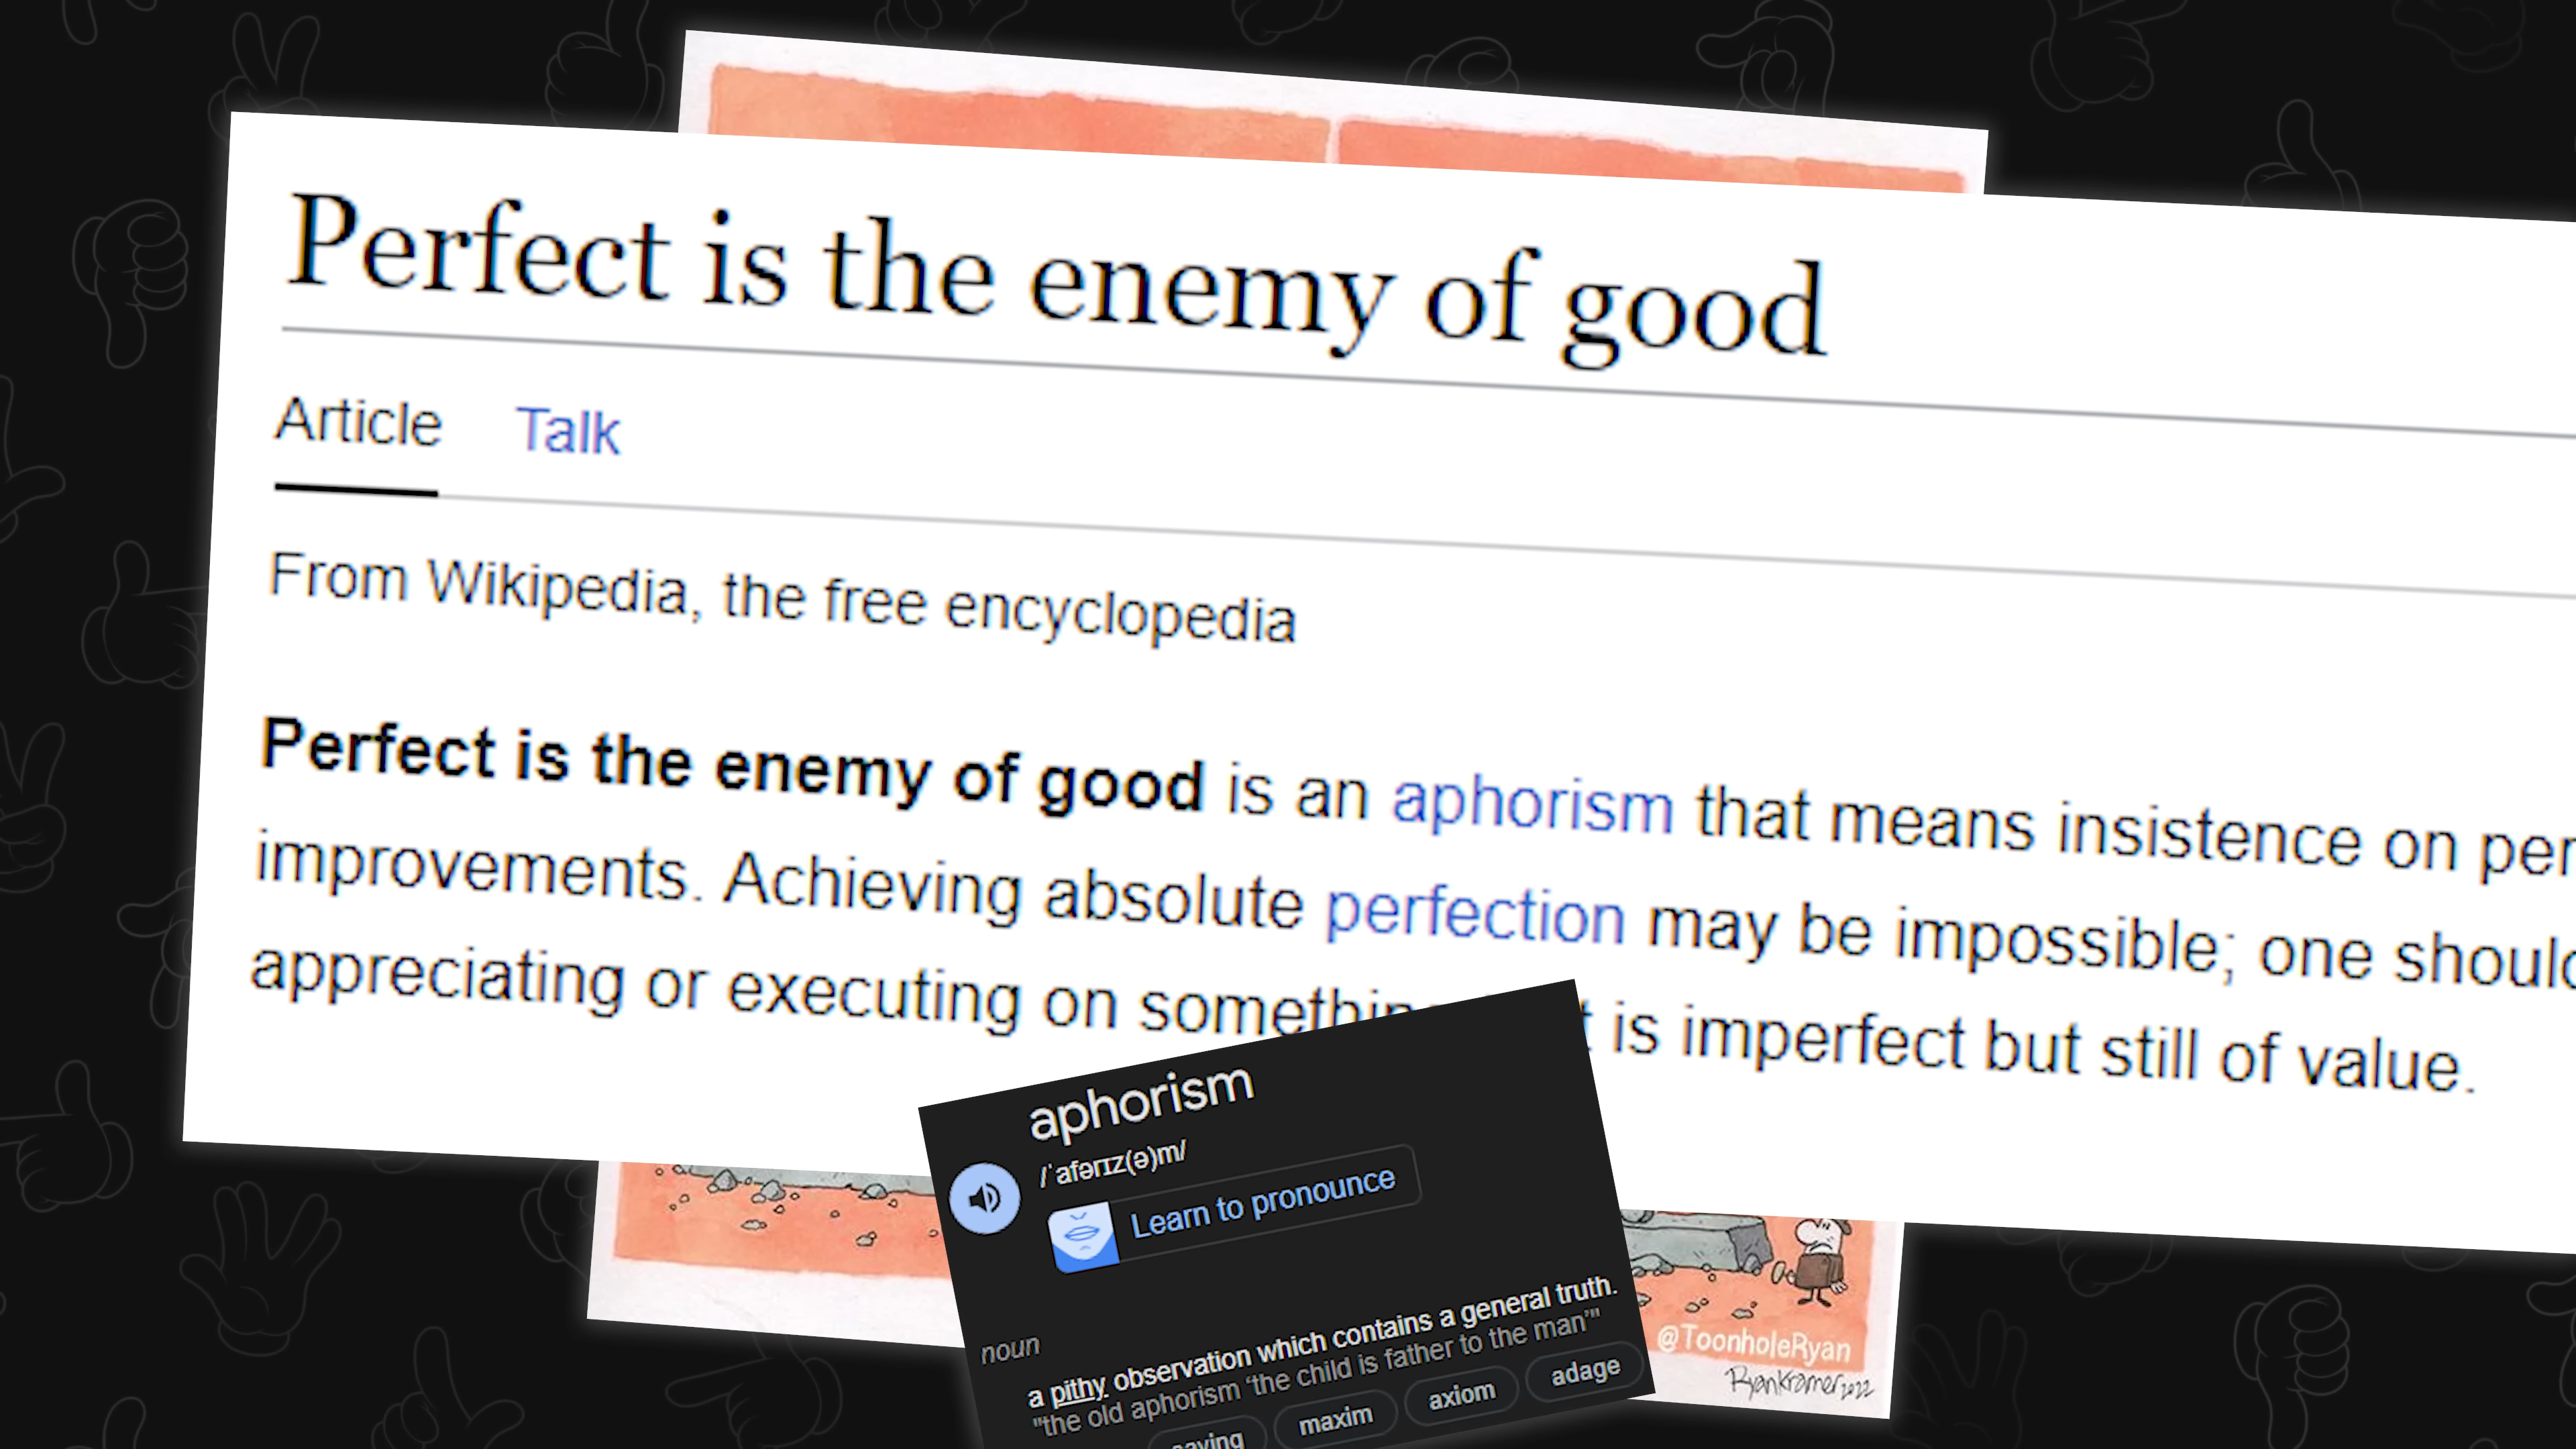 Perfect is the enemy of good
Article Talk
From Wikipedia, the free encyclopedia
Perfect is the enemy of good is an aphorism that means insistence on
improvements. Achieving absolute perfection may be impossible; one
appreciating or executing on is imperfect but still of value.
aphorism
/ˈafərɪz(ə)m/
Learn to pronounce
noun
a pithy observation which contains a general truth.
"the old aphorism ‘the child is father to the man’"
maxim axiom adage
@ToonholeRyan
RyanKramer2022